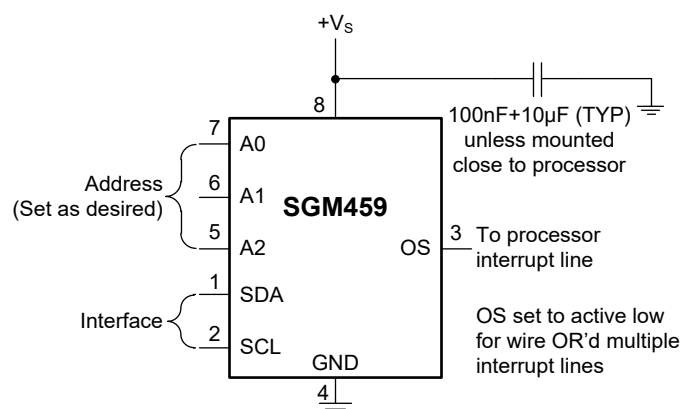 +VS
8
100nF+10μF (TYP)
unless mounted
close to processor
7
A0
Address
(Set as desired)
6
A1
SGM459
5
A2
OS
3
To processor
interrupt line
1
SDA
Interface
2
SCL
OS set to active low
for wire OR’d multiple
interrupt lines
GND
4